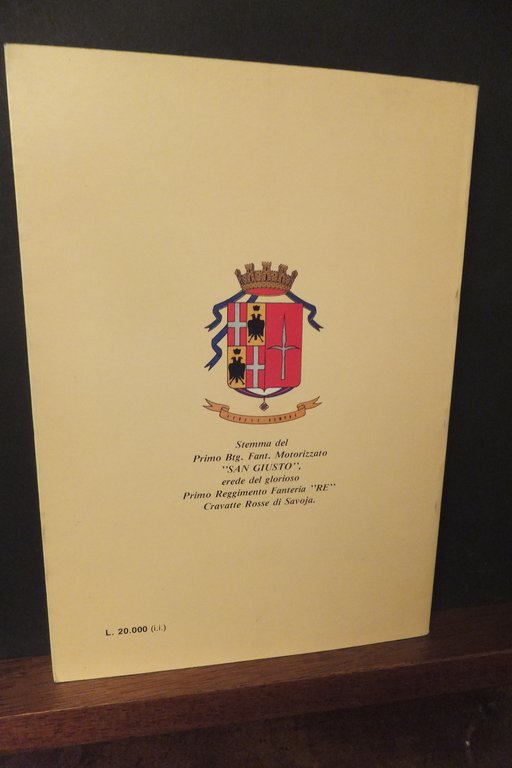 Stemma del
Primo Btg. Fant. Motorizzato
"SAN GIUSTO",
erede del glorioso
Primo Reggimento Fanteria "RE"
Cravatte Rosse di Savoja.
L. 20.000 (i.i.)